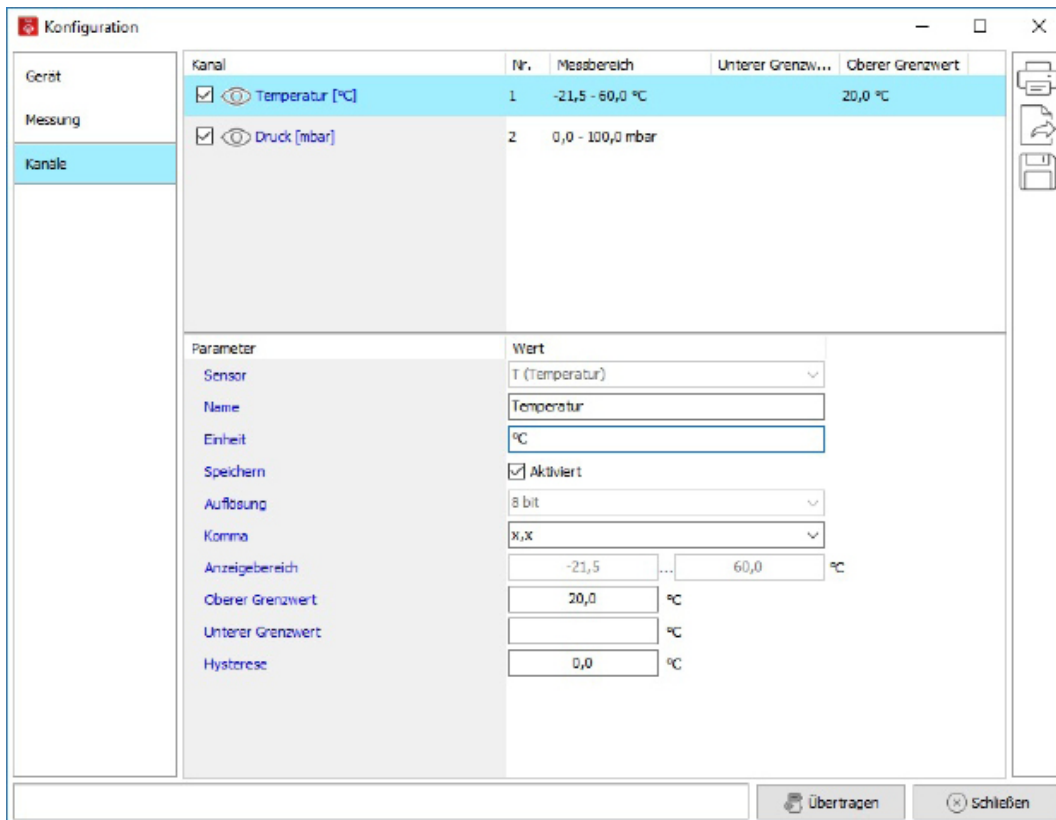 Konfiguration
Gerät
Messung
Kanäle
Kanal Nr. Messbereich Unterer Grenzw... Oberer Grenzwert
Temperatur [°C] 1 -21,5 - 60,0 °C 20,0 °C
Druck [mbar] 2 0,0 - 100,0 mbar
Parameter Wert
Sensor T (Temperatur)
Name Temperatur
Einheit °C
Speichern Aktiviert
Auflösung 8 bit
Komma x,x
Anzeigebereich -21,5 ... 60,0 °C
Oberer Grenzwert 20,0 °C
Unterer Grenzwert °C
Hysterese 0,0 °C
Übertragen Schließen